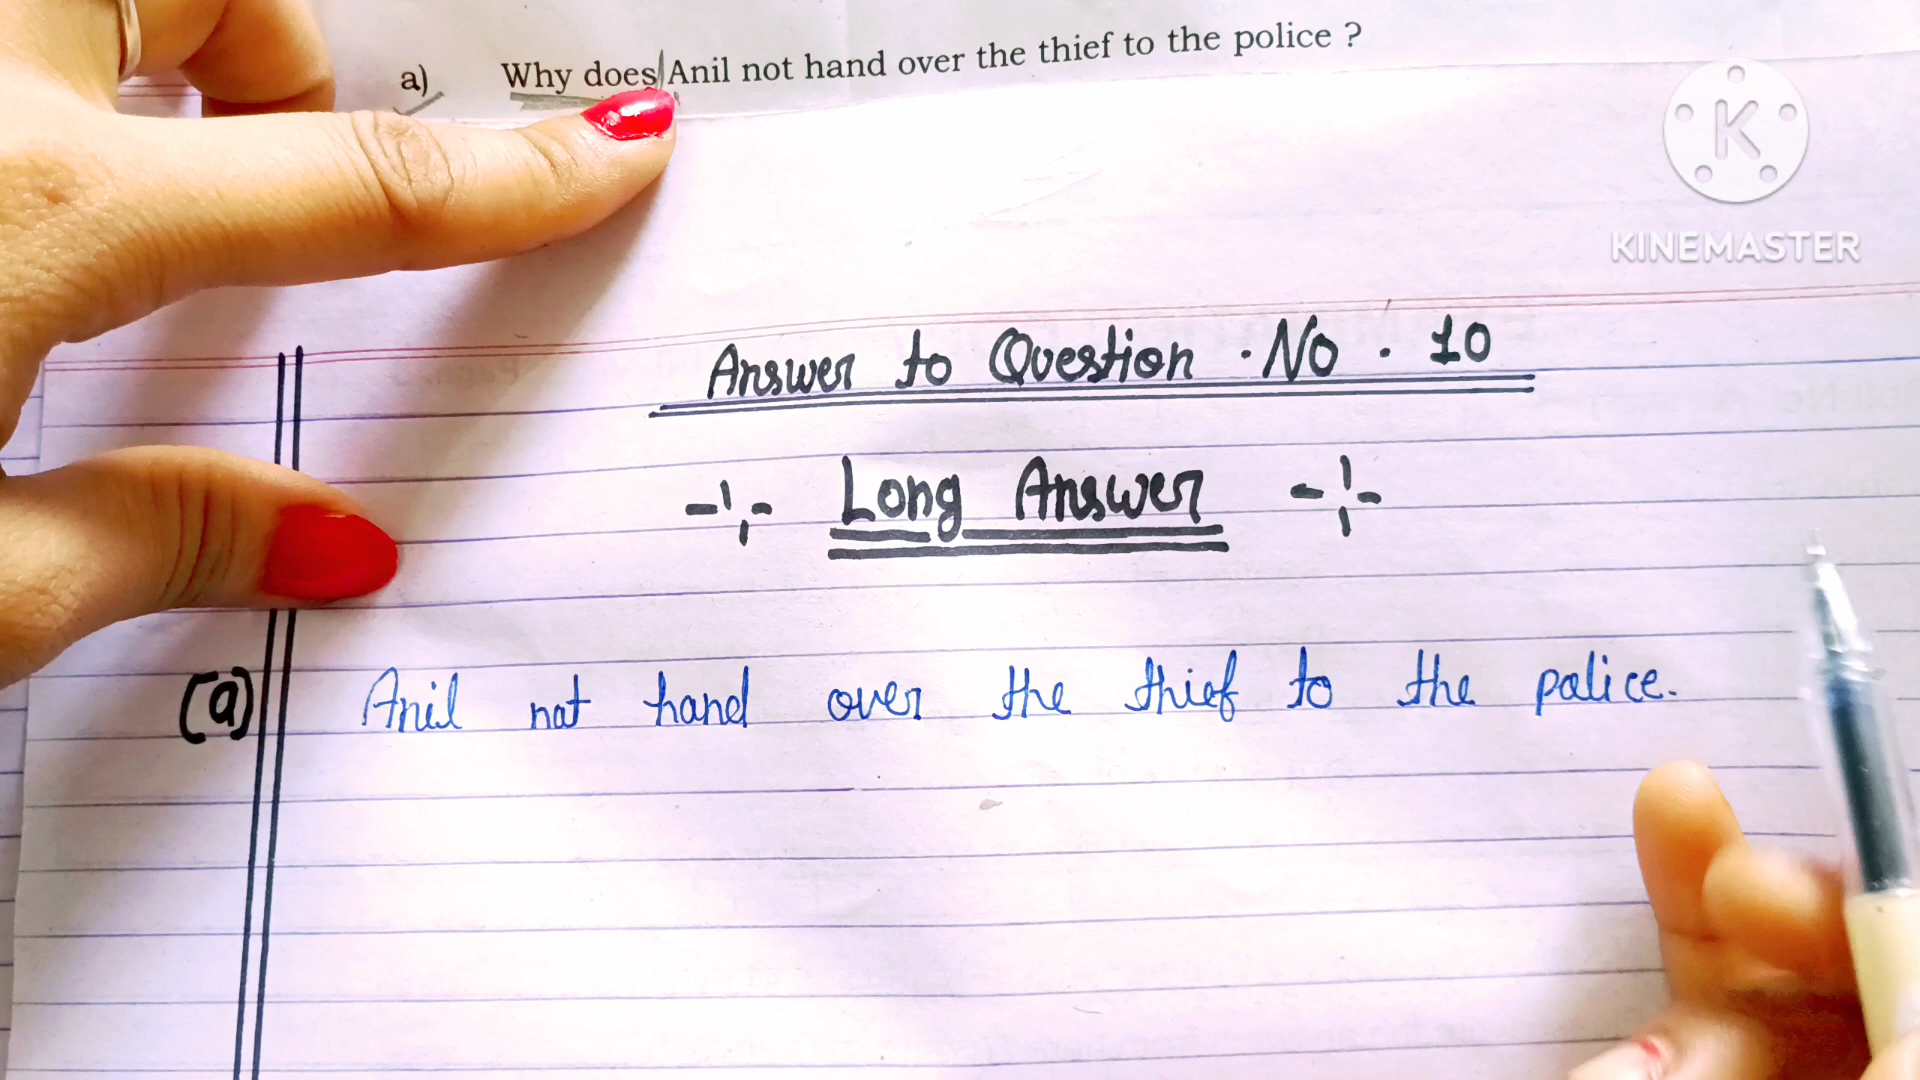 a) Why does Anil not hand over the thief to the police ?
K
KINEMASTER
Answer to Question . No . 10
Long Answer
(a) Anil not hand over the thief to the police.